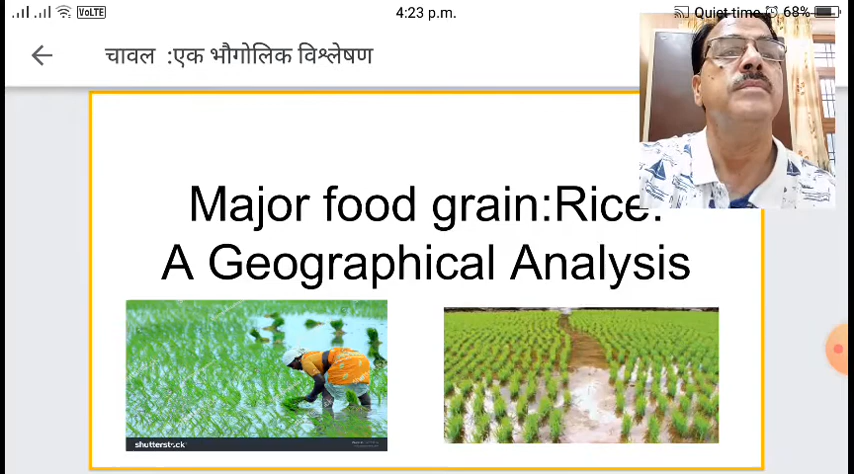 VoLTE
4:23 p.m.
Quiet time
68%
चावल :एक भौगोलिक विश्लेषण
Major food grain:Rice:
A Geographical Analysis
shutterstock